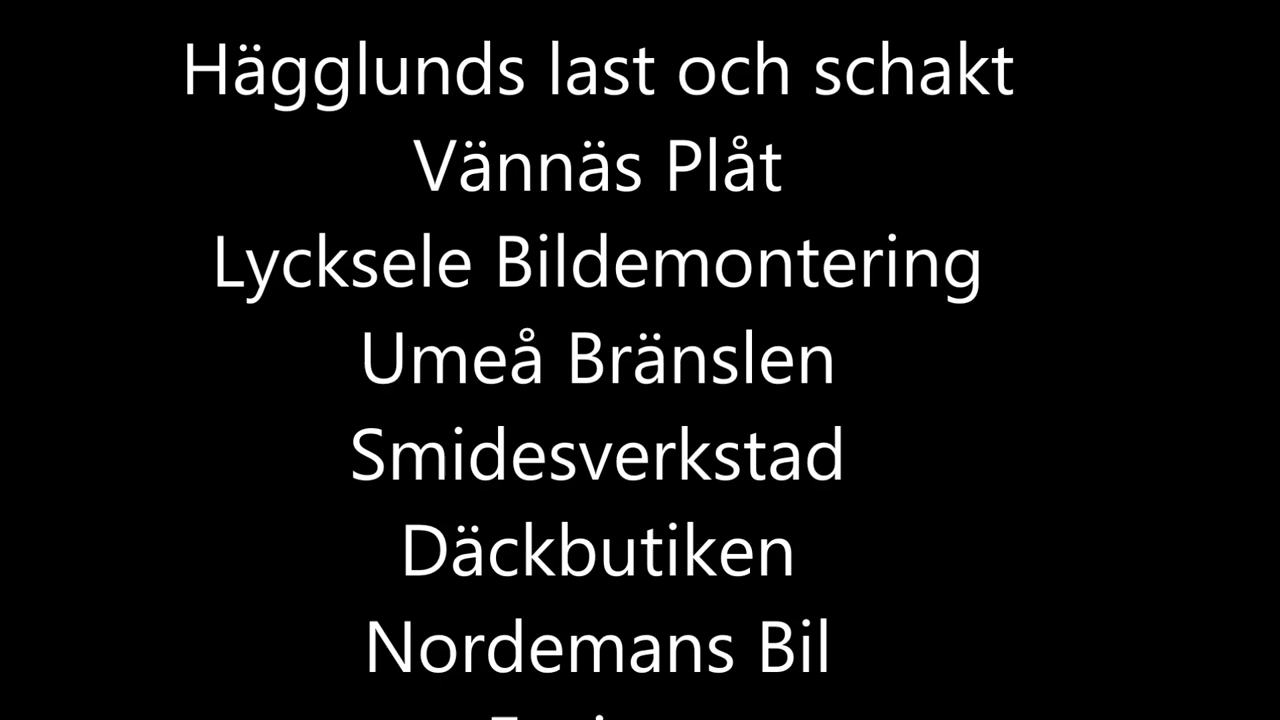 Hägglunds last och schakt
Vännäs Plåt
Lycksele Bildemontering
Umeå Bränslen
Smidesverkstad
Däckbutiken
Nordemans Bil